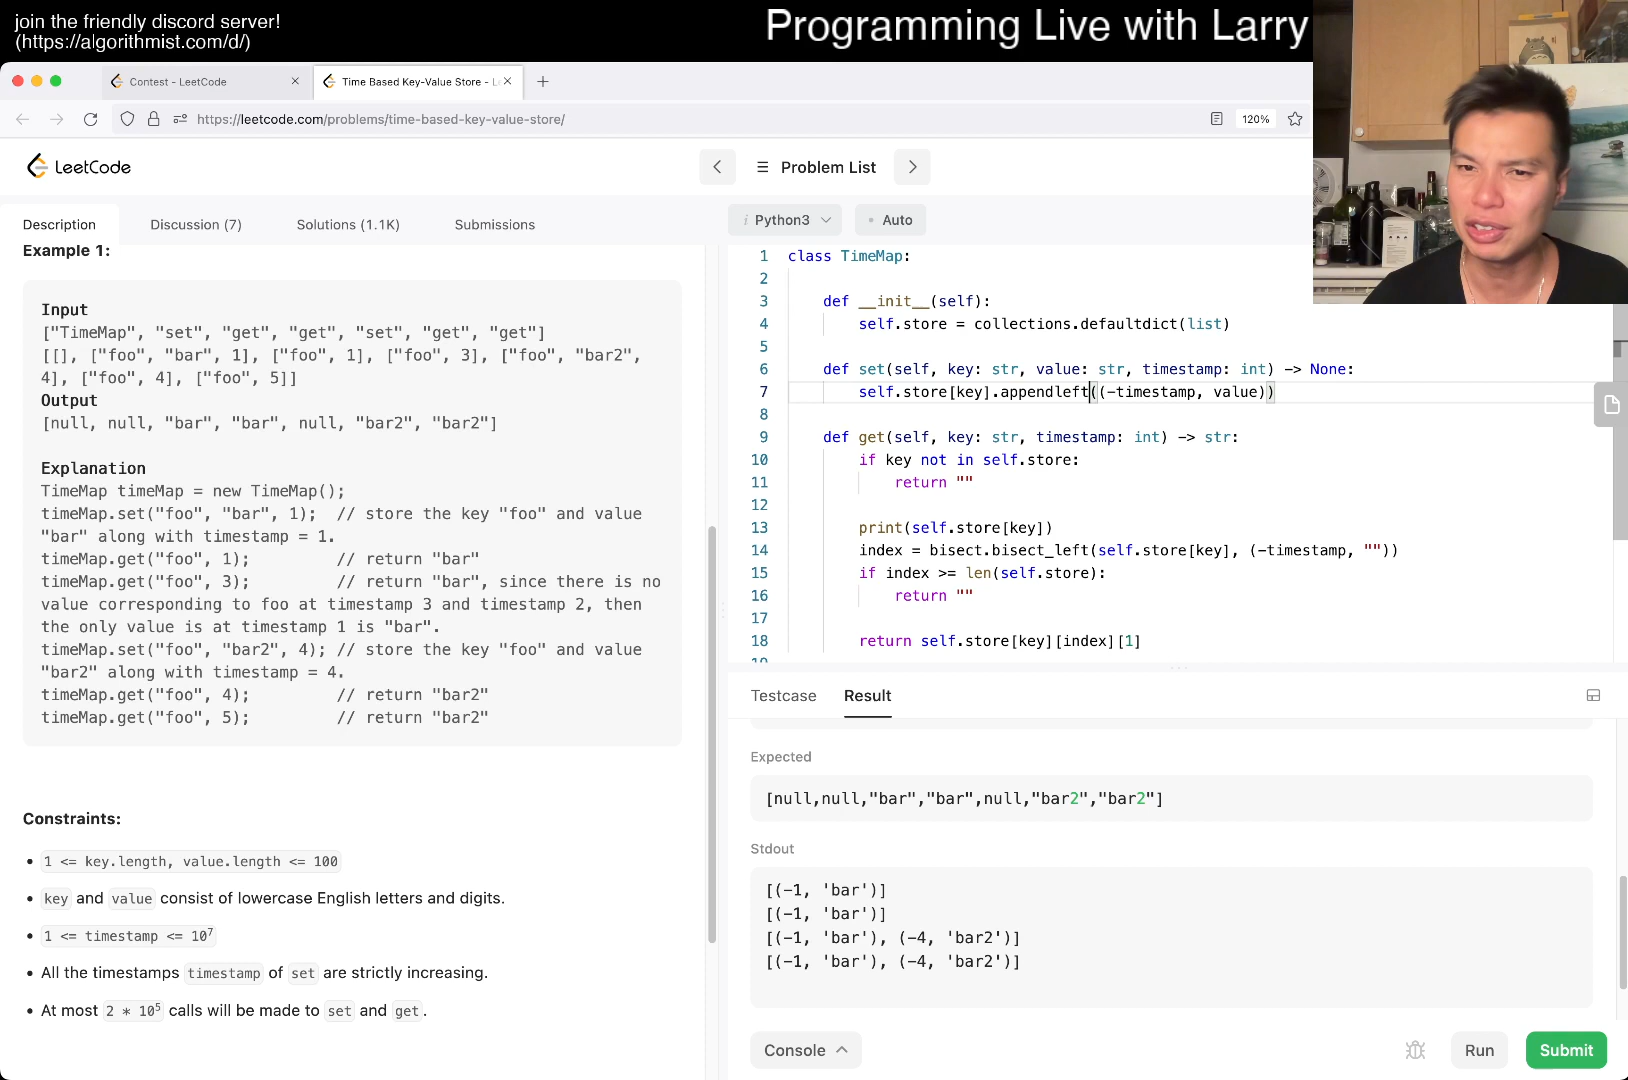 join the friendly discord server!
(https://algorithmist.com/d/)
Programming Live with Larry
Contest - LeetCode
Time Based Key-Value Store - L
https://leetcode.com/problems/time-based-key-value-store/
120%
LeetCode
Problem List
Description
Discussion (7)
Solutions (1.1K)
Submissions
Python3
Auto
Example 1:
Input
["TimeMap", "set", "get", "get", "set", "get", "get"]
[[], ["foo", "bar", 1], ["foo", 1], ["foo", 3], ["foo", "bar2",
4], ["foo", 4], ["foo", 5]]
Output
[null, null, "bar", "bar", null, "bar2", "bar2"]
Explanation
TimeMap timeMap = new TimeMap();
timeMap.set("foo", "bar", 1);  // store the key "foo" and value
"bar" along with timestamp = 1.
timeMap.get("foo", 1);         // return "bar"
timeMap.get("foo", 3);         // return "bar", since there is no
value corresponding to foo at timestamp 3 and timestamp 2, then
the only value is at timestamp 1 is "bar".
timeMap.set("foo", "bar2", 4); // store the key "foo" and value
"bar2" along with timestamp = 4.
timeMap.get("foo", 4);         // return "bar2"
timeMap.get("foo", 5);         // return "bar2"
Constraints:
• 1 <= key.length, value.length <= 100
• key and value consist of lowercase English letters and digits.
• 1 <= timestamp <= 10⁷
• All the timestamps timestamp of set are strictly increasing.
• At most 2 * 10⁵ calls will be made to set and get.
1 class TimeMap:
2
3     def __init__(self):
4         self.store = collections.defaultdict(list)
5
6     def set(self, key: str, value: str, timestamp: int) -> None:
7         self.store[key].appendleft((-timestamp, value))
8
9     def get(self, key: str, timestamp: int) -> str:
10         if key not in self.store:
11             return ""
12
13         print(self.store[key])
14         index = bisect.bisect_left(self.store[key], (-timestamp, ""))
15         if index >= len(self.store):
16             return ""
17
18         return self.store[key][index][1]
19
Testcase
Result
Expected
[null,null,"bar","bar",null,"bar2","bar2"]
Stdout
[(-1, 'bar')]
[(-1, 'bar')]
[(-1, 'bar'), (-4, 'bar2')]
[(-1, 'bar'), (-4, 'bar2')]
Console
Run
Submit